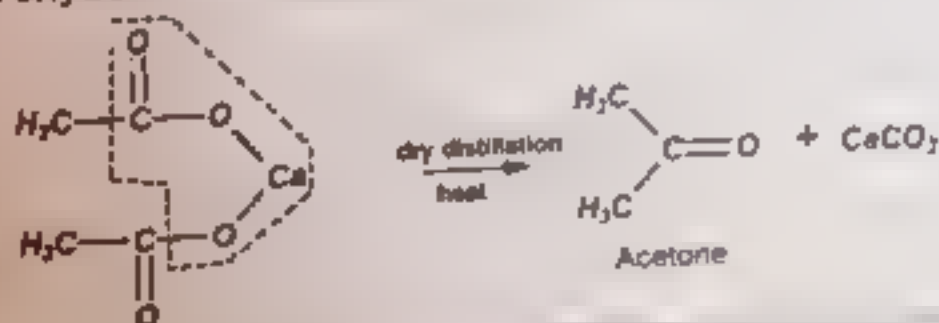 O
H₃C—C—O
Ca
H₃C—C—O
O
dry distillation
heat
H₃C
C=O + CaCO₃
H₃C
Acetone